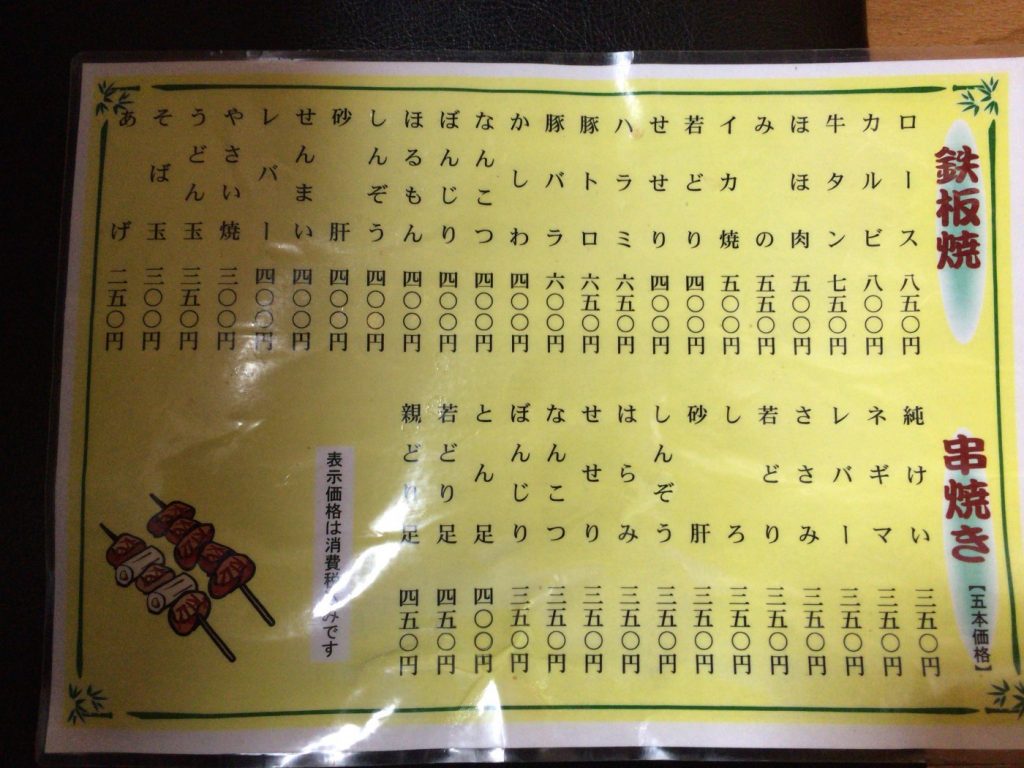 鉄板焼
ロース 八五〇円
カルビ 八〇〇円
牛タン 七五〇円
ほほ肉 五〇〇円
みの 五五〇円
イカ焼 五〇〇円
若どり 四〇〇円
せせり 四〇〇円
ハラミ 六五〇円
豚トロ 六五〇円
豚バラ 六〇〇円
かしわ 四〇〇円
なんこつ 四〇〇円
ぼんじり 四〇〇円
ほるもん 四〇〇円
しんぞう 四〇〇円
砂肝 四〇〇円
せんまい 四〇〇円
レバー 四〇〇円
やさい焼 三〇〇円
うどん玉 三五〇円
そば玉 三〇〇円
あげ 二五〇円
串焼き【五本価格】
純けい 三五〇円
ネギマ 三五〇円
レバー 三五〇円
ささみ 三五〇円
若どり 三五〇円
しろ 三五〇円
砂肝 三五〇円
しんぞう 三五〇円
はらみ 三五〇円
せせり 三五〇円
なんこつ 三五〇円
ぼんじり 三五〇円
とん足 四〇〇円
若どり足 四五〇円
親どり足 四五〇円
表示価格は消費税込みです